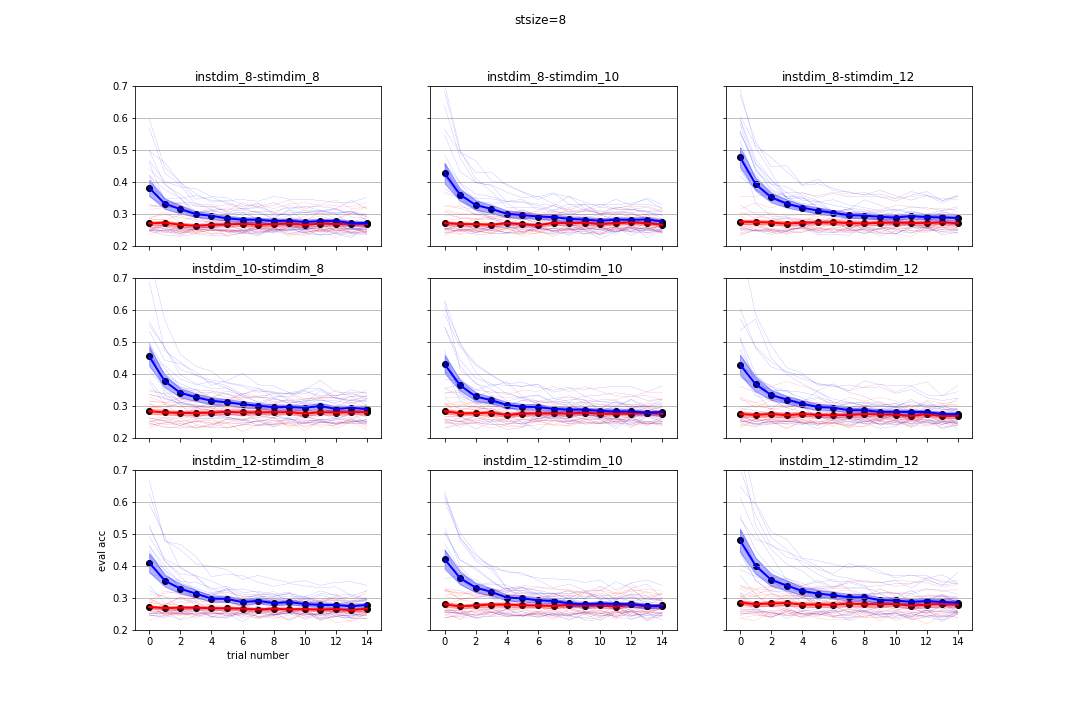 stsize=8
instdim_8-stimdim_8
instdim_8-stimdim_10
instdim_8-stimdim_12
0.7
0.6
0.5
0.4
0.3
0.2
instdim_10-stimdim_8
instdim_10-stimdim_10
instdim_10-stimdim_12
0.7
0.6
0.5
0.4
0.3
0.2
instdim_12-stimdim_8
instdim_12-stimdim_10
instdim_12-stimdim_12
0.7
0.6
0.5
0.4
0.3
0.2
eval acc
0 2 4 6 8 10 12 14
0 2 4 6 8 10 12 14
0 2 4 6 8 10 12 14
trial number